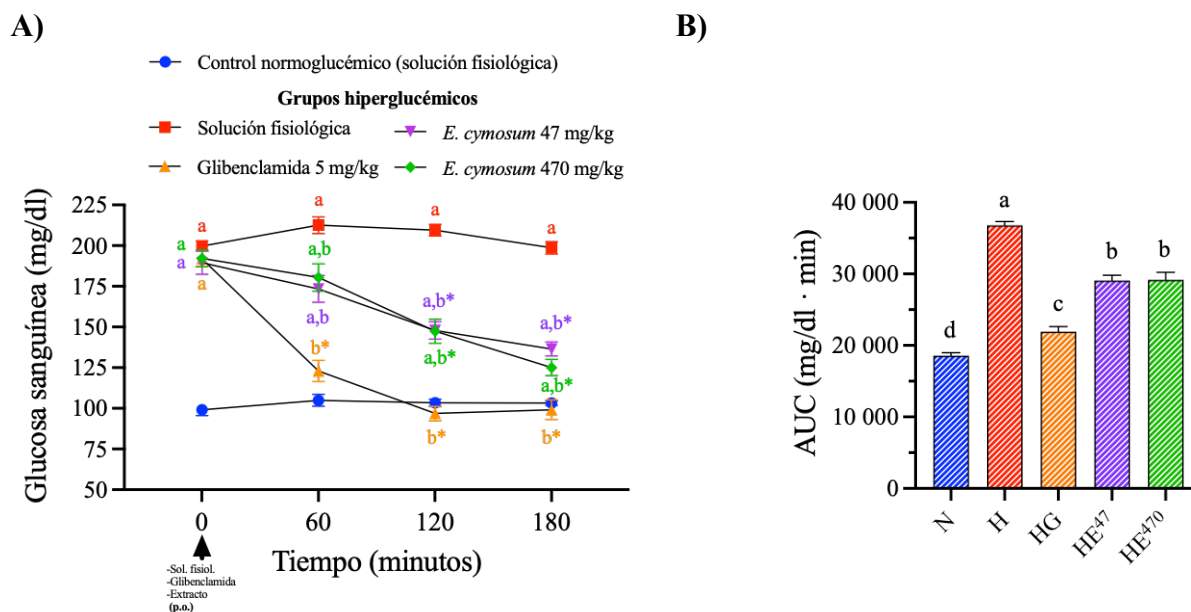 A)
Control normoglucémico (solución fisiológica)
Grupos hiperglucémicos
Solución fisiológica
E. cymosum 47 mg/kg
Glibenclamida 5 mg/kg
E. cymosum 470 mg/kg
Glucosa sanguínea (mg/dl)
225
200
175
150
125
100
75
50
a
a
a
a
a
a
a
a,b
a,b
b*
a,b*
a,b*
b*
a,b*
a,b*
b*
0
60
120
180
Tiempo (minutos)
-Sol. fisiol.
-Glibenclamida
-Extracto
(p.o.)
B)
AUC (mg/dl · min)
40 000
30 000
20 000
10 000
0
d
a
c
b
b
N
H
HG
HE⁴⁷
HE⁴⁷⁰